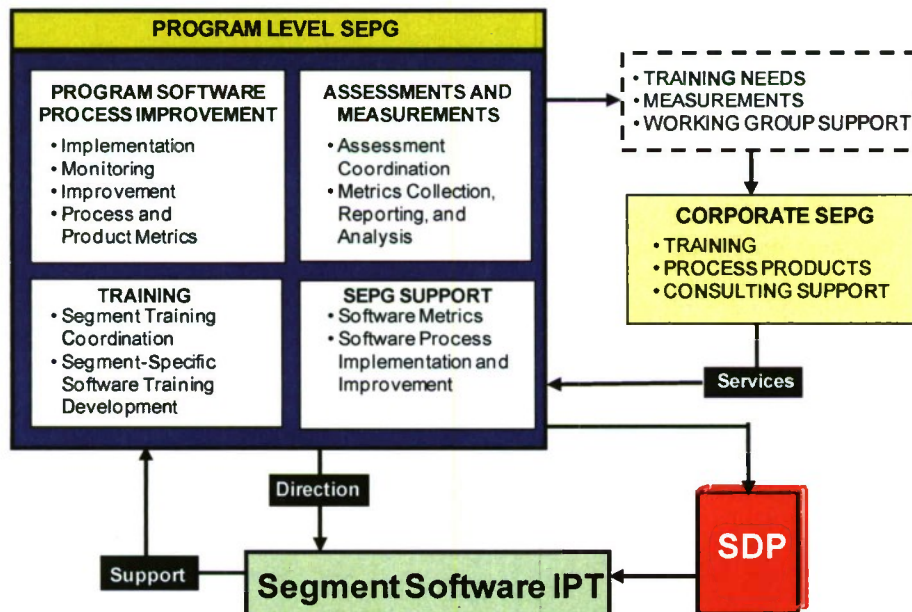 PROGRAM LEVEL SEPG
PROGRAM SOFTWARE
PROCESS IMPROVEMENT
• Implementation
• Monitoring
• Improvement
• Process and
Product Metrics
ASSESSMENTS AND
MEASUREMENTS
• Assessment
Coordination
• Metrics Collection,
Reporting, and
Analysis
TRAINING
• Segment Training
Coordination
• Segment-Specific
Software Training
Development
SEPG SUPPORT
• Software Metrics
• Software Process
Implementation and
Improvement
• TRAINING NEEDS
• MEASUREMENTS
• WORKING GROUP SUPPORT
CORPORATE SEPG
• TRAINING
• PROCESS PRODUCTS
• CONSULTING SUPPORT
Services
Direction
SDP
Support
Segment Software IPT